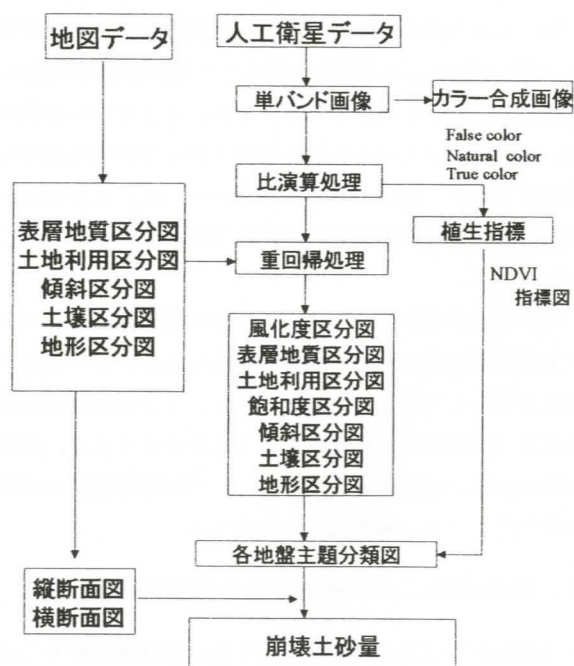 地図データ
人工衛星データ
単バンド画像
カラー合成画像
False color
Natural color
True color
比演算処理
植生指標
NDVI
指標図
表層地質区分図
土地利用区分図
傾斜区分図
土壌区分図
地形区分図
重回帰処理
風化度区分図
表層地質区分図
土地利用区分図
飽和度区分図
傾斜区分図
土壌区分図
地形区分図
各地盤主題分類図
縦断面図
横断面図
崩壊土砂量